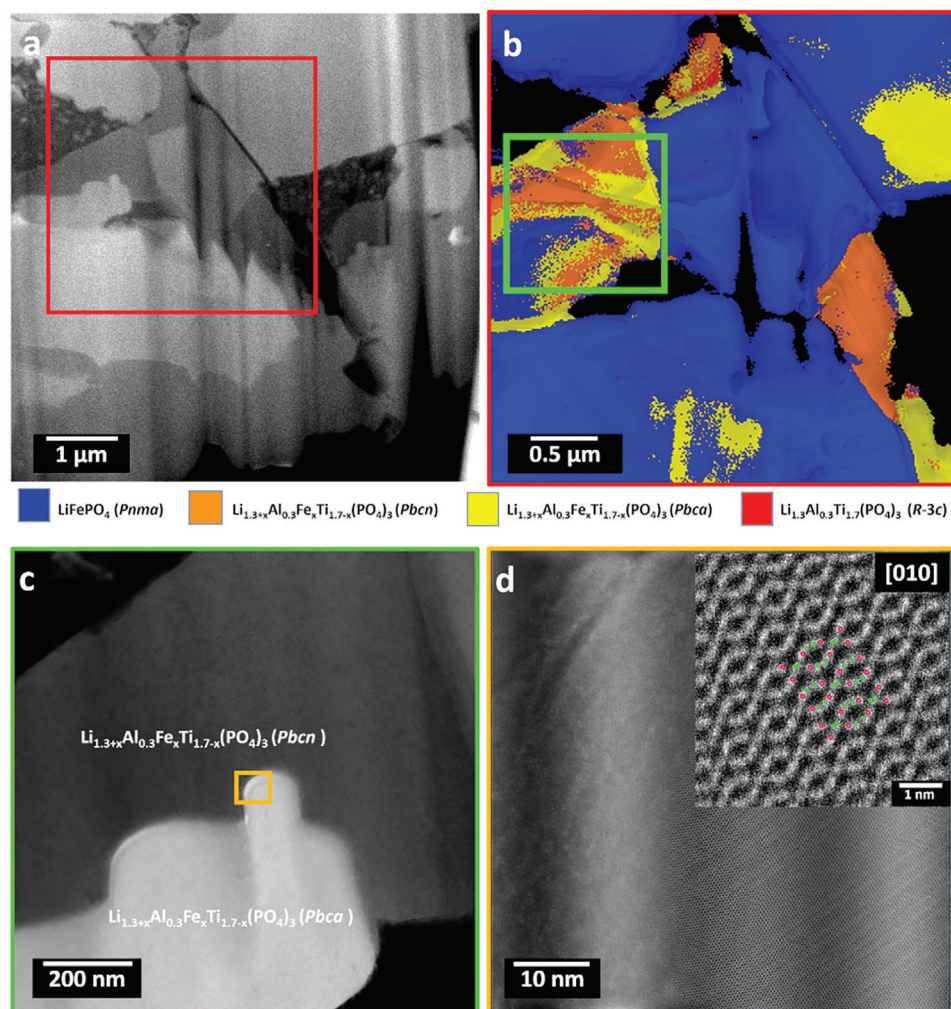 a
b
1 μm
0.5 μm
LiFePO₄ (Pnma)
Li₁.₃₊ₓAl₀.₃FeₓTi₁.₇₋ₓ(PO₄)₃ (Pbcn)
Li₁.₃₊ₓAl₀.₃FeₓTi₁.₇₋ₓ(PO₄)₃ (Pbca)
Li₁.₃Al₀.₃Ti₁.₇(PO₄)₃ (R-3c)
c
d
[010]
Li₁.₃₊ₓAl₀.₃FeₓTi₁.₇₋ₓ(PO₄)₃ (Pbcn )
1 nm
Li₁.₃₊ₓAl₀.₃FeₓTi₁.₇₋ₓ(PO₄)₃ (Pbca )
200 nm
10 nm